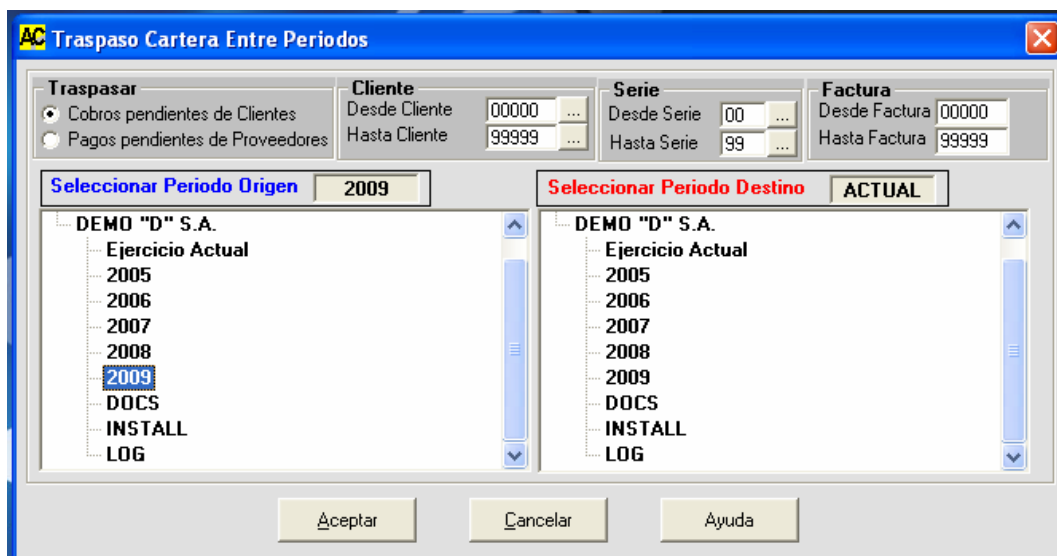 AC Traspaso Cartera Entre Periodos
Traspasar
Cobros pendientes de Clientes
Pagos pendientes de Proveedores
Cliente
Desde Cliente 00000 ...
Hasta Cliente 99999 ...
Serie
Desde Serie 00 ...
Hasta Serie 99 ...
Factura
Desde Factura 00000
Hasta Factura 99999
Seleccionar Periodo Origen 2009
DEMO "D" S.A.
Ejercicio Actual
2005
2006
2007
2008
2009
DOCS
INSTALL
LOG
Seleccionar Periodo Destino ACTUAL
DEMO "D" S.A.
Ejercicio Actual
2005
2006
2007
2008
2009
DOCS
INSTALL
LOG
Aceptar
Cancelar
Ayuda